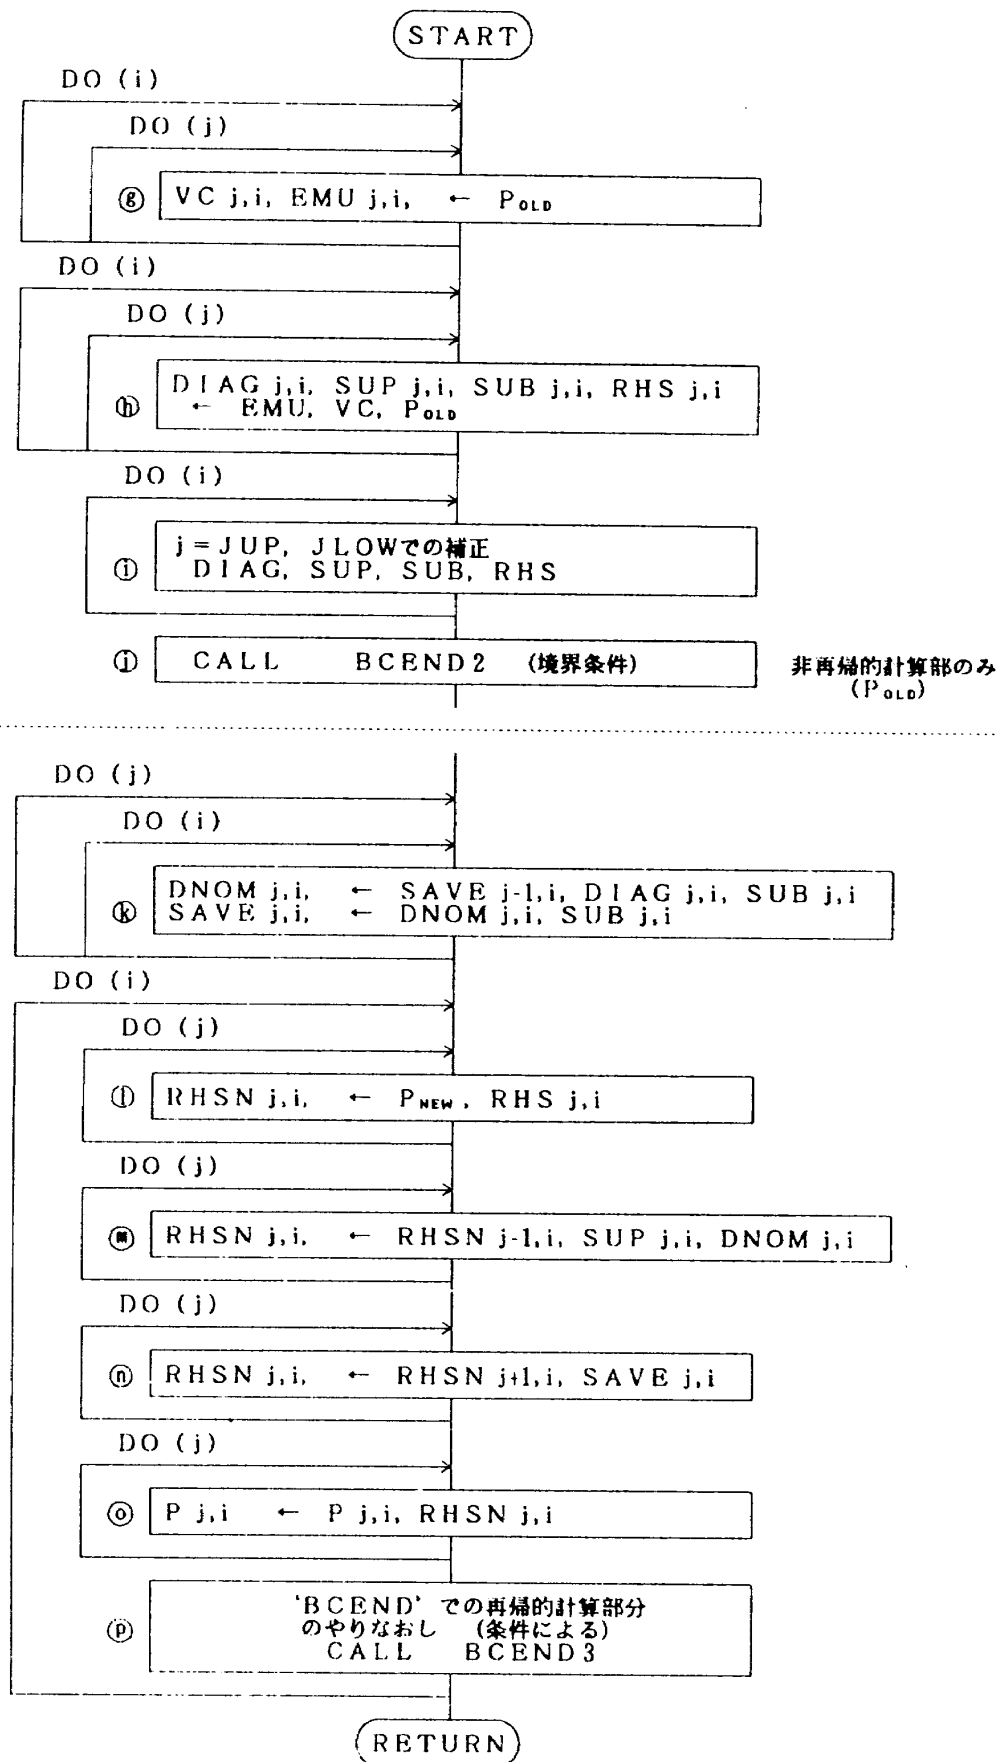 START
DO (i)
DO (j)
ⓖ VC j,i, EMU j,i, ← P_OLD
DO (i)
DO (j)
DIAG j,i, SUP j,i, SUB j,i, RHS j,i
ⓗ ← EMU, VC, P_OLD
DO (i)
j=JUP, JLOWでの補正
ⓘ DIAG, SUP, SUB, RHS
ⓙ CALL BCEND2 (境界条件) 非再帰的計算部のみ
(P_OLD)
DO (j)
DO (i)
DNOM j,i, ← SAVE j-1,i, DIAG j,i, SUB j,i
ⓚ SAVE j,i, ← DNOM j,i, SUB j,i
DO (i)
DO (j)
ⓛ RHSN j,i, ← P_NEW, RHS j,i
DO (j)
ⓜ RHSN j,i, ← RHSN j-1,i, SUP j,i, DNOM j,i
DO (j)
ⓝ RHSN j,i, ← RHSN j+1,i, SAVE j,i
DO (j)
ⓞ P j,i ← P j,i, RHSN j,i
'BCEND' での再帰的計算部分
ⓟ のやりなおし (条件による)
CALL BCEND3
RETURN